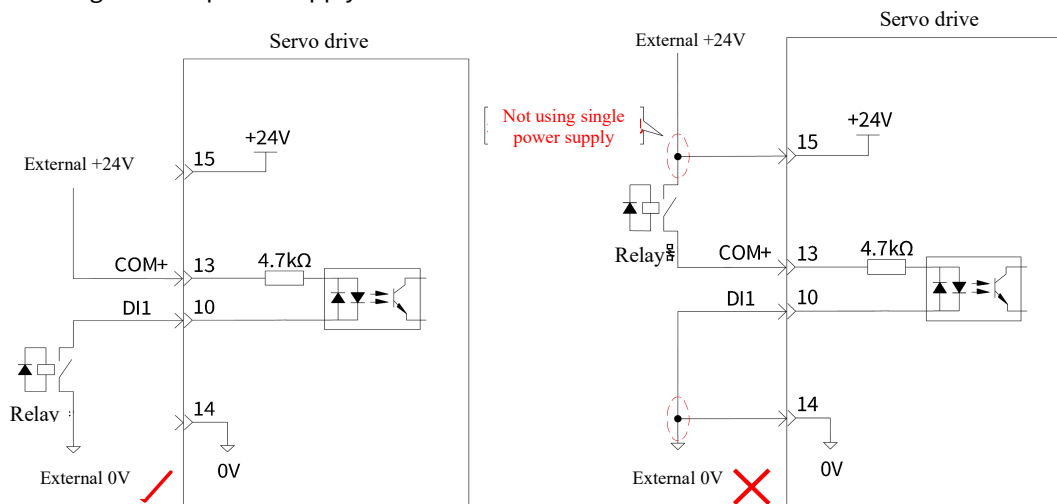 Servo drive
External +24V
+24V
15
COM+
13
4.7kΩ
DI1
10
Relay
14
0V
External 0V
Servo drive
External +24V
Not using single
power supply
+24V
15
Relay
COM+
13
4.7kΩ
DI1
10
14
0V
External 0V